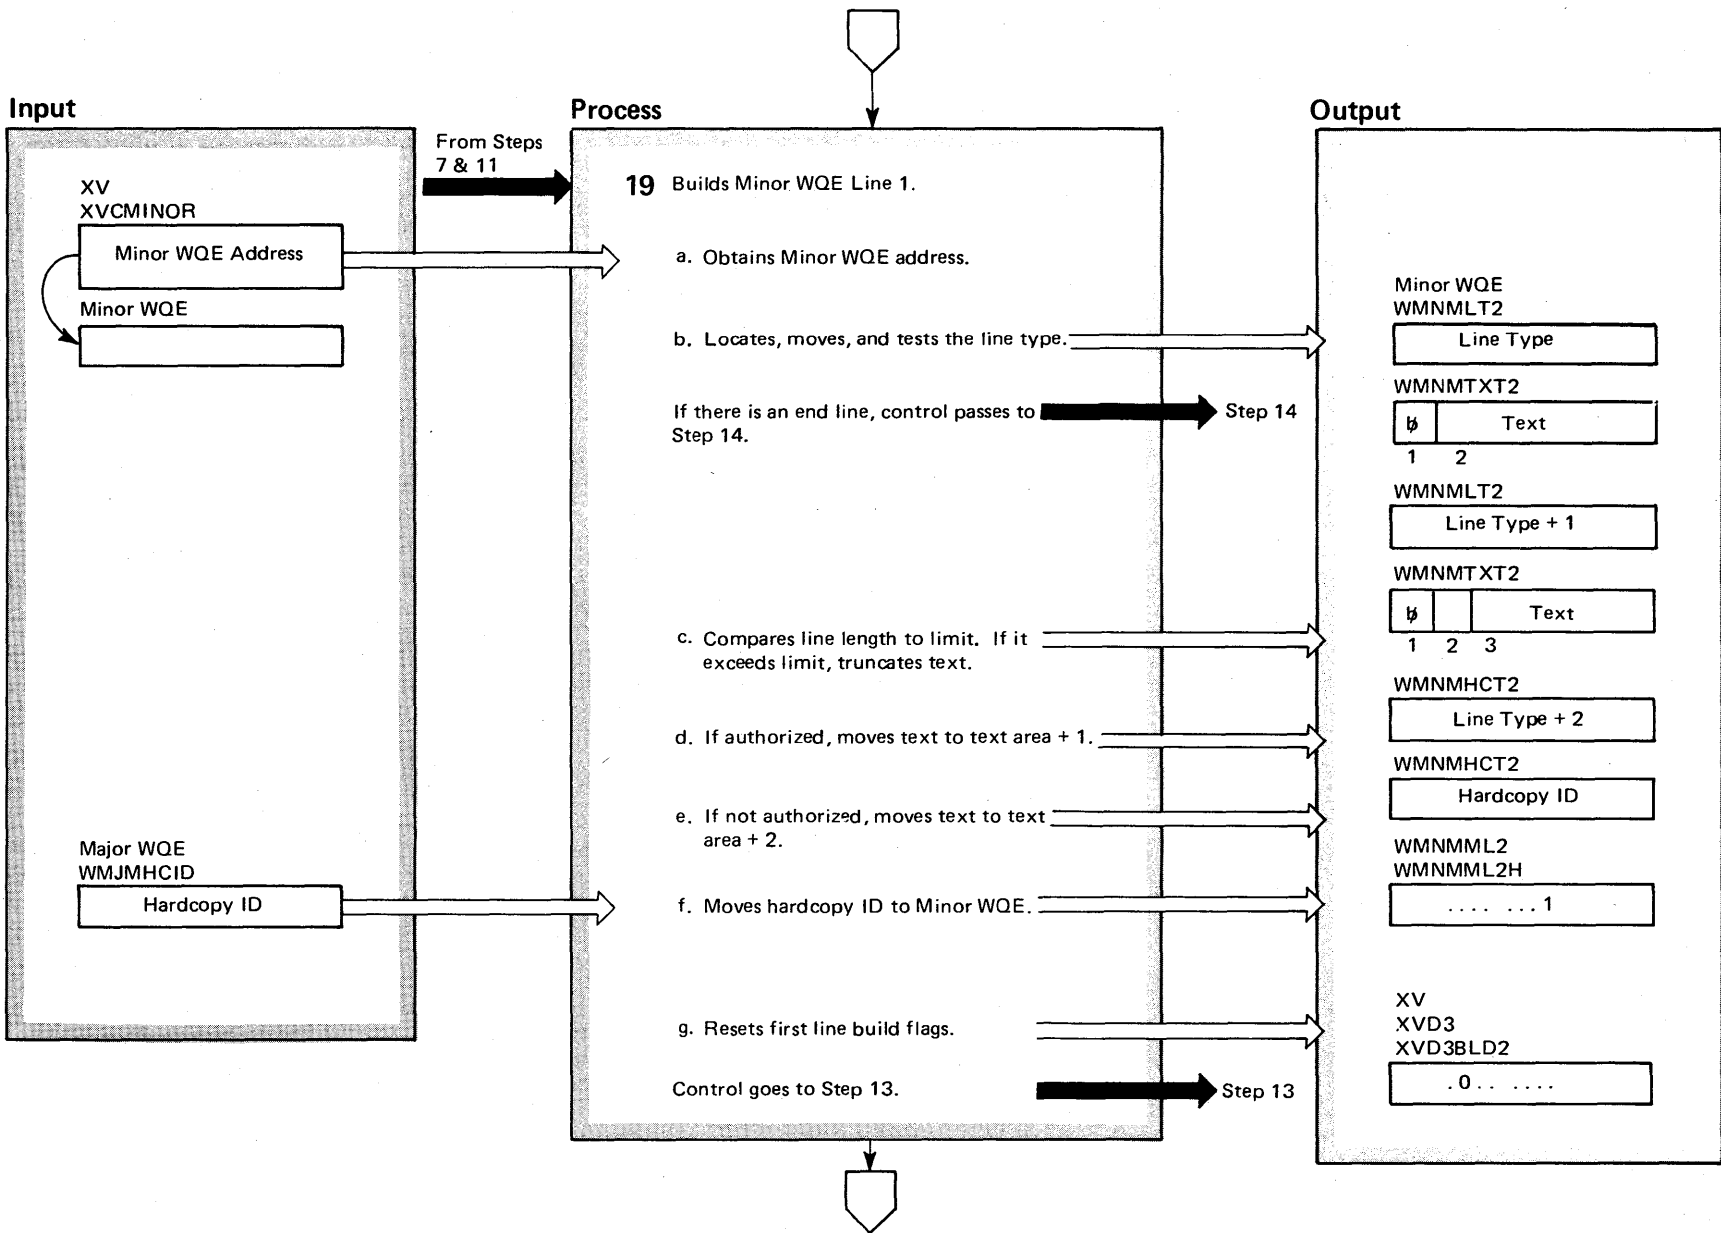 Input
XV
XVCMINOR
Minor WQE Address
Minor WQE
Major WQE
WMJMHCID
Hardcopy ID
From Steps
7 & 11
Process
19 Builds Minor WQE Line 1.
a. Obtains Minor WQE address.
b. Locates, moves, and tests the line type.
If there is an end line, control passes to
Step 14.
Step 14
c. Compares line length to limit. If it
exceeds limit, truncates text.
d. If authorized, moves text to text area + 1.
e. If not authorized, moves text to text
area + 2.
f. Moves hardcopy ID to Minor WQE.
g. Resets first line build flags.
Control goes to Step 13.
Step 13
Output
Minor WQE
WMNMLT2
Line Type
WMNMTXT2
b̸ Text
1 2
WMNMLT2
Line Type + 1
WMNMTXT2
b̸ Text
1 2 3
WMNMHCT2
Line Type + 2
WMNMHCT2
Hardcopy ID
WMNMML2
WMNMML2H
.... ...1
XV
XVD3
XVD3BLD2
.0.. ....